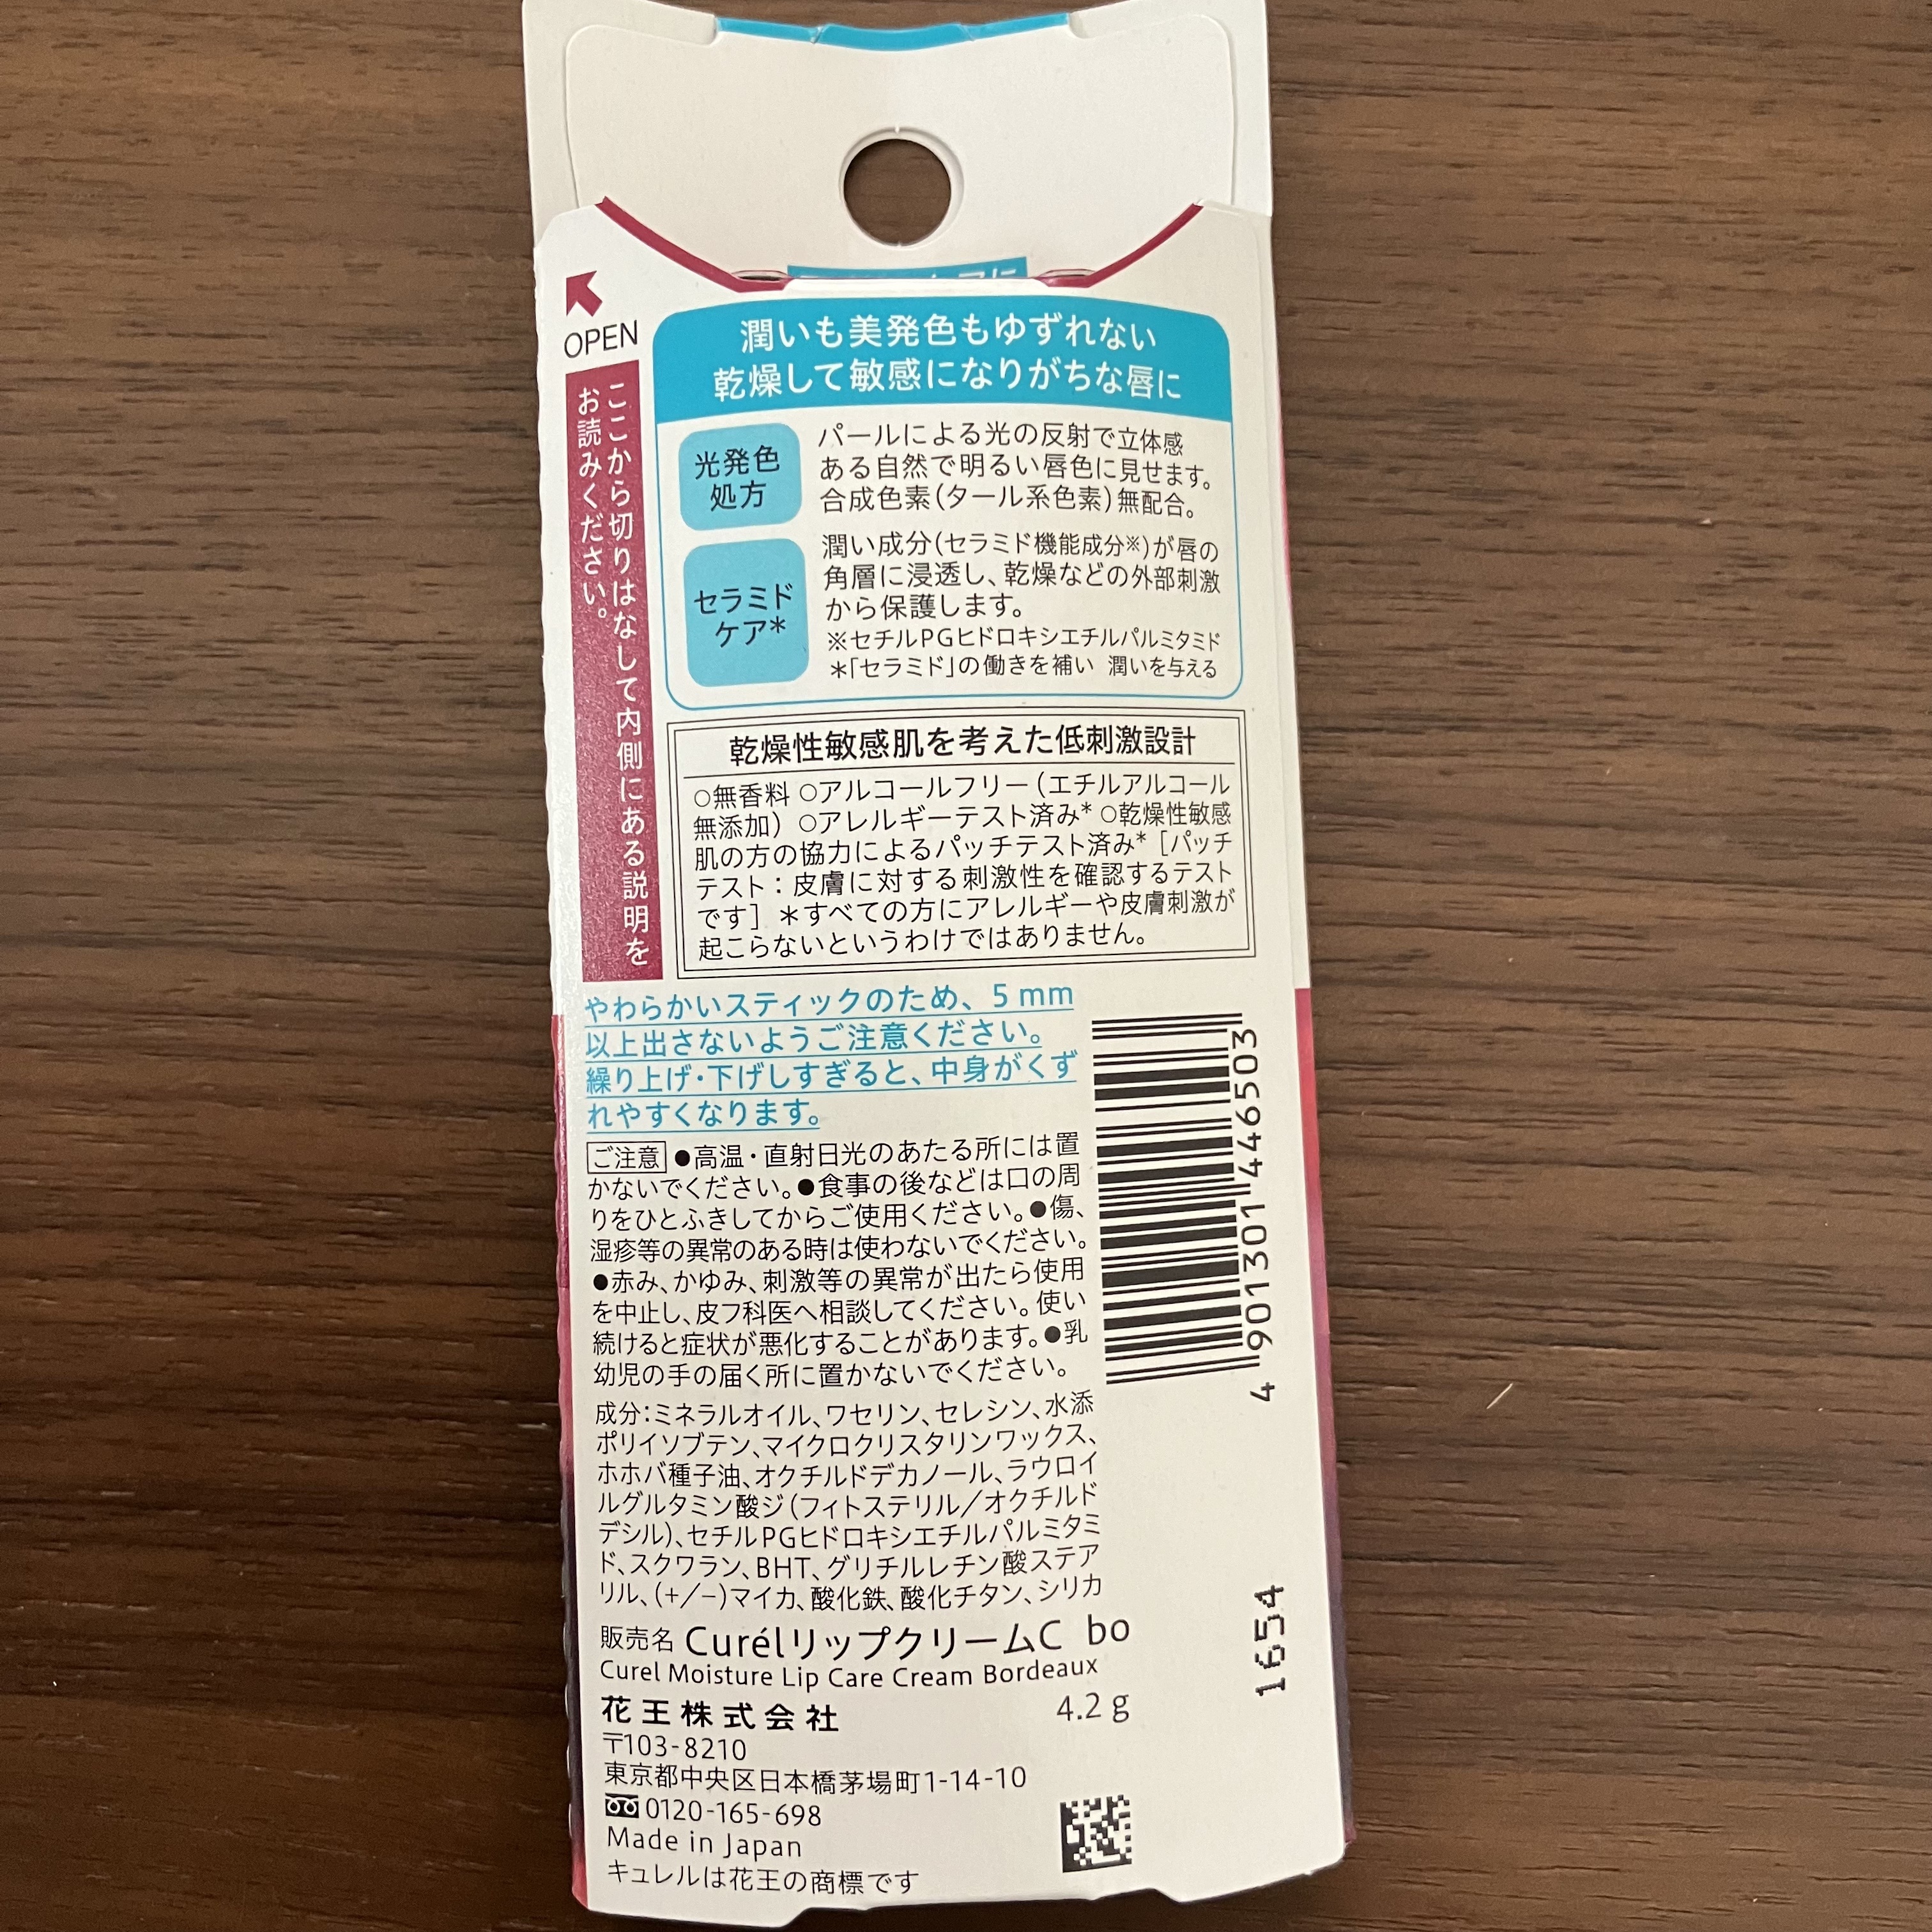 OPEN
ここから切りはなして内側にある説明を
お読みください。
潤いも美発色もゆずれない
乾燥して敏感になりがちな唇に
光発色
処方
パールによる光の反射で立体感
ある自然で明るい唇色に見せます。
合成色素(タール系色素)無配合。
セラミド
ケア*
潤い成分(セラミド機能成分※)が唇の
角層に浸透し、乾燥などの外部刺激
から保護します。
※セチルPGヒドロキシエチルパルミタミド
*「セラミド」の働きを補い 潤いを与える
乾燥性敏感肌を考えた低刺激設計
○無香料 ○アルコールフリー(エチルアルコール
無添加) ○アレルギーテスト済み* ○乾燥性敏感
肌の方の協力によるパッチテスト済み* [パッチ
テスト:皮膚に対する刺激性を確認するテスト
です] *すべての方にアレルギーや皮膚刺激が
起こらないというわけではありません。
やわらかいスティックのため、5 mm
以上出さないようご注意ください。
繰り上げ・下げしすぎると、中身がくず
れやすくなります。
ご注意 ●高温・直射日光のあたる所には置
かないでください。●食事の後などは口の周
りをひとふきしてからご使用ください。●傷、
湿疹等の異常のある時は使わないでください。
●赤み、かゆみ、刺激等の異常が出たら使用
を中止し、皮フ科医へ相談してください。使い
続けると症状が悪化することがあります。●乳
幼児の手の届く所に置かないでください。
成分:ミネラルオイル、ワセリン、セレシン、水添
ポリイソブテン、マイクロクリスタリンワックス、
ホホバ種子油、オクチルドデカノール、ラウロイ
ルグルタミン酸ジ(フィトステリル/オクチルド
デシル)、セチルPGヒドロキシエチルパルミタミ
ド、スクワラン、BHT、グリチルレチン酸ステア
リル、(+/−)マイカ、酸化鉄、酸化チタン、シリカ
販売名 Curélリップクリーム C bo
Curel Moisture Lip Care Cream Bordeaux
花王株式会社 4.2 g
〒103-8210
東京都中央区日本橋茅場町1-14-10
0120-165-698
Made in Japan
キュレルは花王の商標です
4 901301 446503
1654